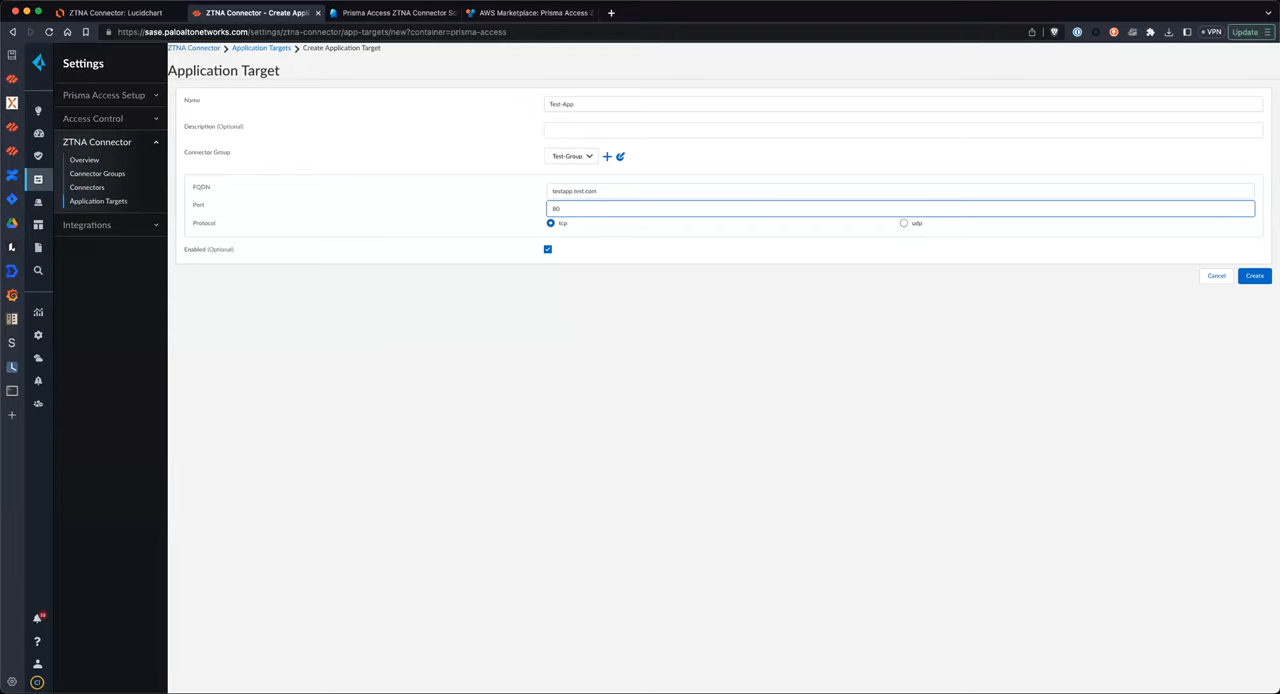 ZTNA Connector: Lucidchart
ZTNA Connector - Create Appli
Prisma Access ZTNA Connector So
AWS Marketplace: Prisma Access Z
https://sase.paloaltonetworks.com/settings/ztna-connector/app-targets/new?container=prisma-access
VPN
Update
Settings
Prisma Access Setup
Access Control
ZTNA Connector
Overview
Connector Groups
Connectors
Application Targets
Integrations
ZTNA Connector
Application Targets
Create Application Target
Application Target
Name
Test-App
Description (Optional)
Connector Group
Test-Group
FQDN
testapp.test.com
Port
80
Protocol
tcp
udp
Enabled (Optional)
Cancel
Create
X
S
CI